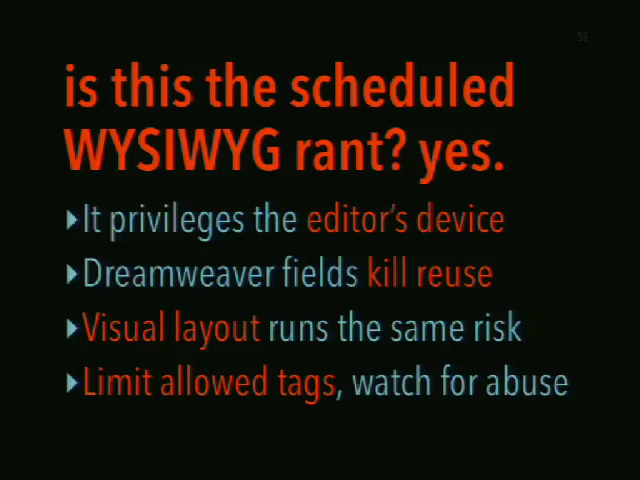 55
is this the scheduled
WYSIWYG rant? yes.
It privileges the editor's device
Dreamweaver fields kill reuse
Visual layout runs the same risk
Limit allowed tags, watch for abuse